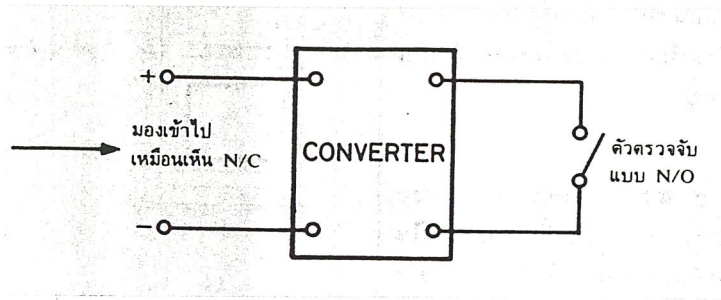 +
มองเข้าไป
เหมือนเห็น N/C
−
CONVERTER
ตัวตรวจจับ
แบบ N/O